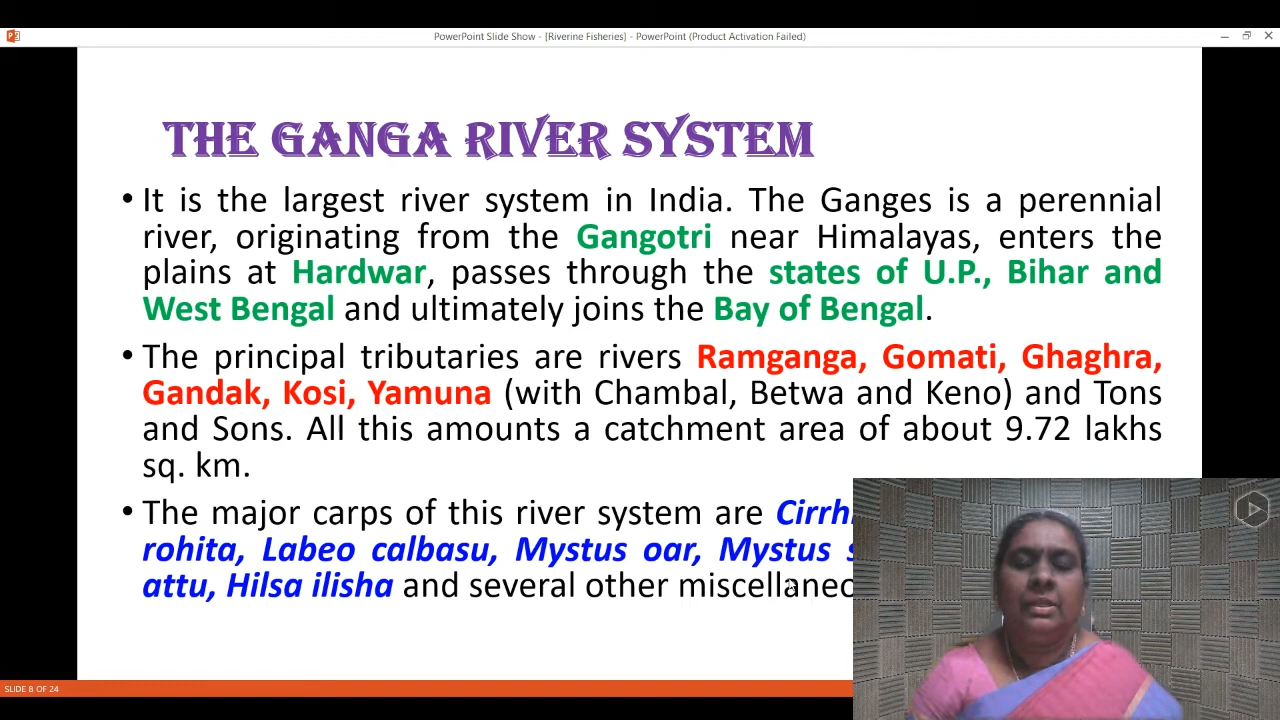 PowerPoint Slide Show - [Riverine Fisheries] - PowerPoint (Product Activation Failed)
THE GANGA RIVER SYSTEM
• It is the largest river system in India. The Ganges is a perennial
river, originating from the Gangotri near Himalayas, enters the
plains at Hardwar, passes through the states of U.P., Bihar and
West Bengal and ultimately joins the Bay of Bengal.
• The principal tributaries are rivers Ramganga, Gomati, Ghaghra,
Gandak, Kosi, Yamuna (with Chambal, Betwa and Keno) and Tons
and Sons. All this amounts a catchment area of about 9.72 lakhs
sq. km.
• The major carps of this river system are
rohita, Labeo calbasu, Mystus oar, Mystus
attu, Hilsa ilisha and several other
SLIDE 8 OF 24